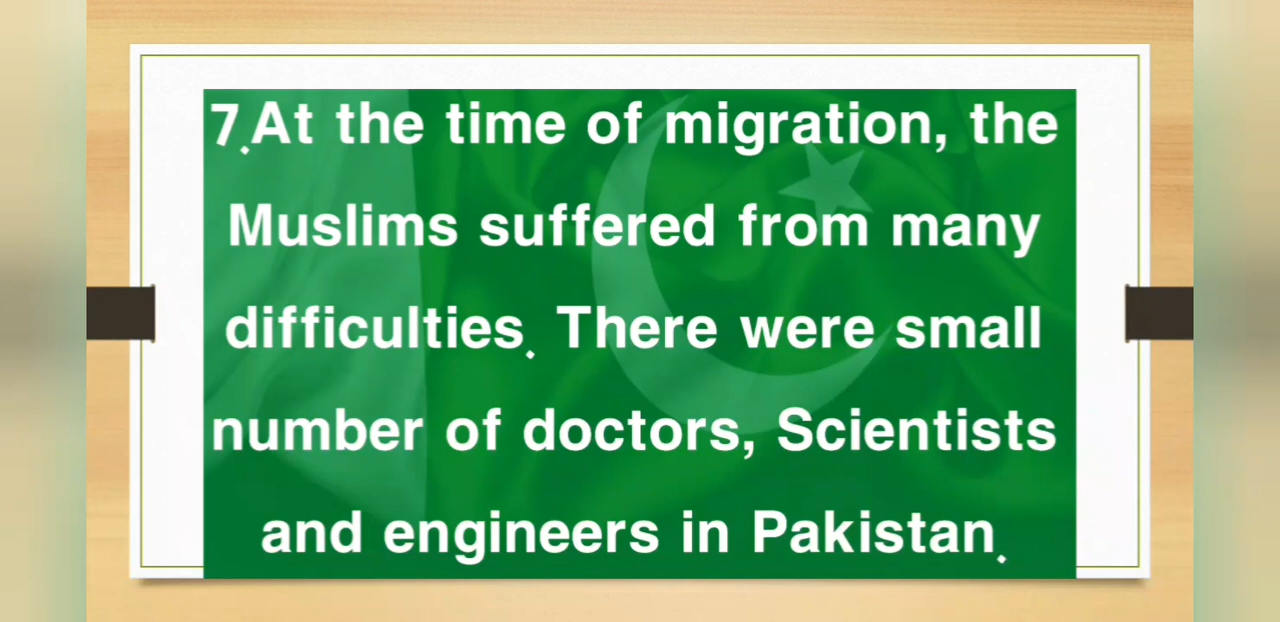 7.At the time of migration, the
Muslims suffered from many
difficulties. There were small
number of doctors, Scientists
and engineers in Pakistan.